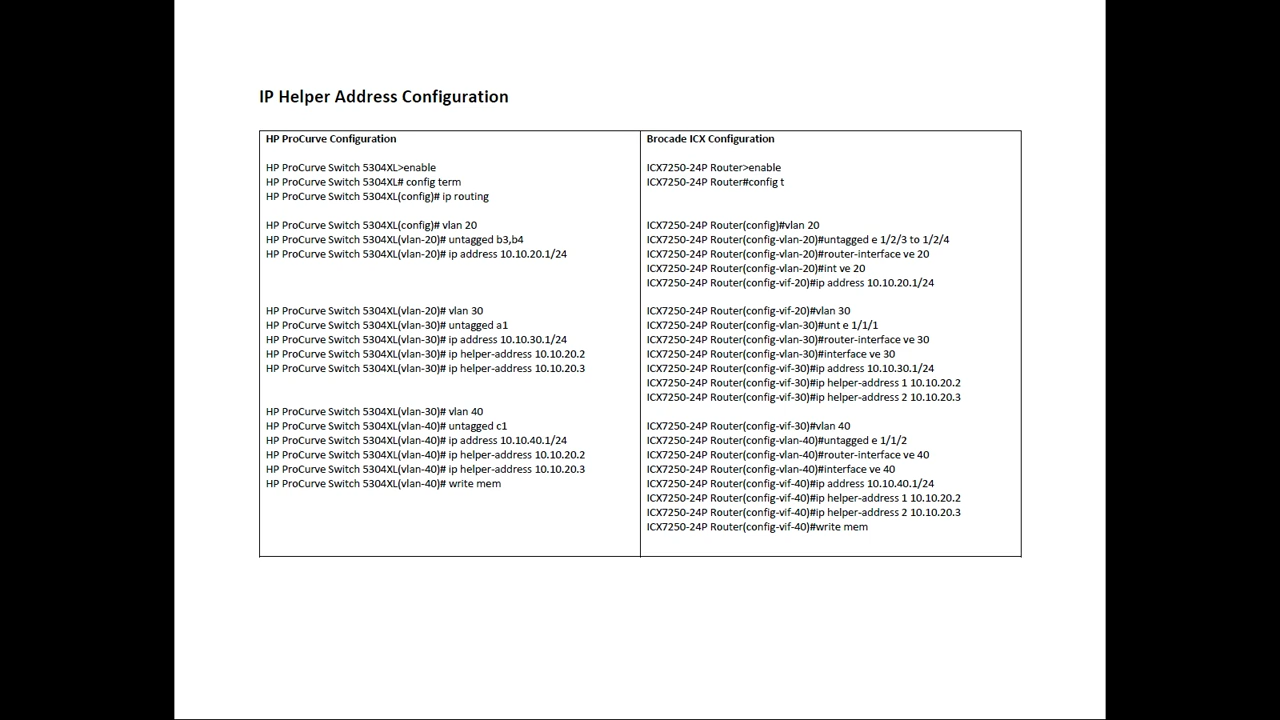 IP Helper Address Configuration
HP ProCurve Configuration
HP ProCurve Switch 5304XL>enable
HP ProCurve Switch 5304XL# config term
HP ProCurve Switch 5304XL(config)# ip routing
HP ProCurve Switch 5304XL(config)# vlan 20
HP ProCurve Switch 5304XL(vlan-20)# untagged b3,b4
HP ProCurve Switch 5304XL(vlan-20)# ip address 10.10.20.1/24
HP ProCurve Switch 5304XL(vlan-20)# vlan 30
HP ProCurve Switch 5304XL(vlan-30)# untagged a1
HP ProCurve Switch 5304XL(vlan-30)# ip address 10.10.30.1/24
HP ProCurve Switch 5304XL(vlan-30)# ip helper-address 10.10.20.2
HP ProCurve Switch 5304XL(vlan-30)# ip helper-address 10.10.20.3
HP ProCurve Switch 5304XL(vlan-30)# vlan 40
HP ProCurve Switch 5304XL(vlan-40)# untagged c1
HP ProCurve Switch 5304XL(vlan-40)# ip address 10.10.40.1/24
HP ProCurve Switch 5304XL(vlan-40)# ip helper-address 10.10.20.2
HP ProCurve Switch 5304XL(vlan-40)# ip helper-address 10.10.20.3
HP ProCurve Switch 5304XL(vlan-40)# write mem
Brocade ICX Configuration
ICX7250-24P Router>enable
ICX7250-24P Router#config t
ICX7250-24P Router(config)#vlan 20
ICX7250-24P Router(config-vlan-20)#untagged e 1/2/3 to 1/2/4
ICX7250-24P Router(config-vlan-20)#router-interface ve 20
ICX7250-24P Router(config-vlan-20)#int ve 20
ICX7250-24P Router(config-vif-20)#ip address 10.10.20.1/24
ICX7250-24P Router(config-vif-20)#vlan 30
ICX7250-24P Router(config-vlan-30)#unt e 1/1/1
ICX7250-24P Router(config-vlan-30)#router-interface ve 30
ICX7250-24P Router(config-vlan-30)#interface ve 30
ICX7250-24P Router(config-vif-30)#ip address 10.10.30.1/24
ICX7250-24P Router(config-vif-30)#ip helper-address 1 10.10.20.2
ICX7250-24P Router(config-vif-30)#ip helper-address 2 10.10.20.3
ICX7250-24P Router(config-vif-30)#vlan 40
ICX7250-24P Router(config-vlan-40)#untagged e 1/1/2
ICX7250-24P Router(config-vlan-40)#router-interface ve 40
ICX7250-24P Router(config-vlan-40)#interface ve 40
ICX7250-24P Router(config-vif-40)#ip address 10.10.40.1/24
ICX7250-24P Router(config-vif-40)#ip helper-address 1 10.10.20.2
ICX7250-24P Router(config-vif-40)#ip helper-address 2 10.10.20.3
ICX7250-24P Router(config-vif-40)#write mem